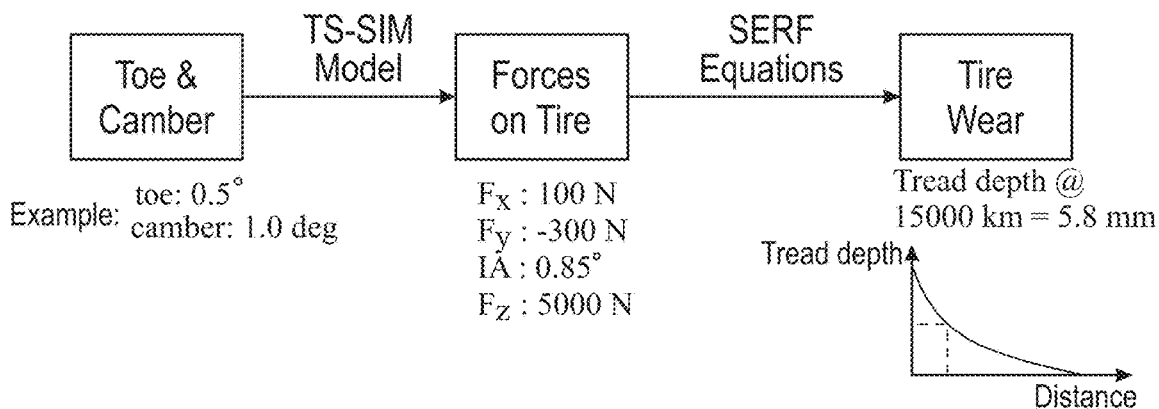 TS-SIM
Model
SERF
Equations
Toe &
Camber
Forces
on Tire
Tire
Wear
Example:
toe: 0.5°
camber: 1.0 deg
Fx : 100 N
Fy : -300 N
IA : 0.85°
Fz : 5000 N
Tread depth @
15000 km = 5.8 mm
Tread depth
Distance